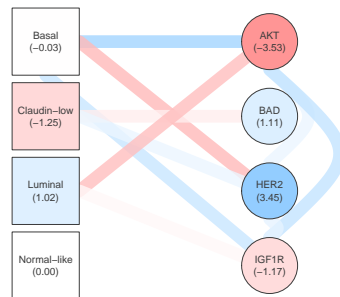 Basal
(−0.03)
AKT
(−3.53)
Claudin−low
(−1.25)
BAD
(1.11)
Luminal
(1.02)
HER2
(3.45)
Normal−like
(0.00)
IGF1R
(−1.17)